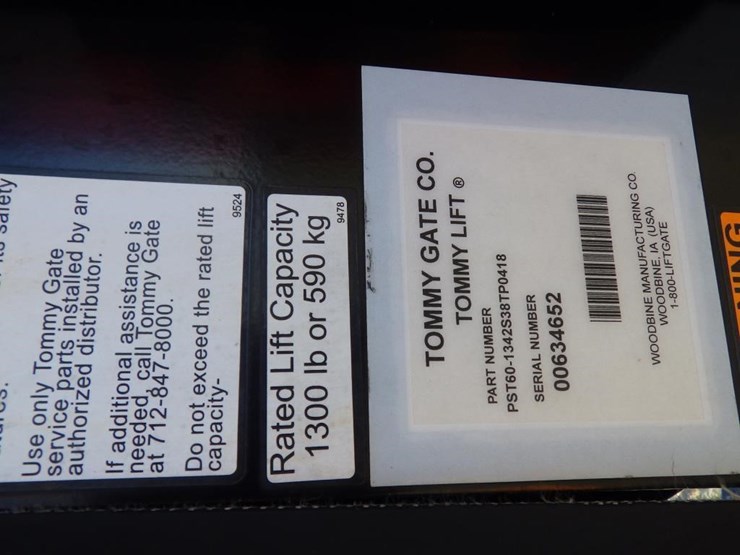 safety
Use only Tommy Gate
service parts installed by an
authorized distributor.
If additional assistance is
needed, call Tommy Gate
at 712-847-8000.
Do not exceed the rated lift
capacity-
9524
Rated Lift Capacity
1300 lb or 590 kg
9478
TOMMY GATE CO.
TOMMY LIFT ®
PART NUMBER
PST60-1342S38TP0418
SERIAL NUMBER
00634652
WOODBINE MANUFACTURING CO.
WOODBINE, IA (USA)
1-800-LIFTGATE